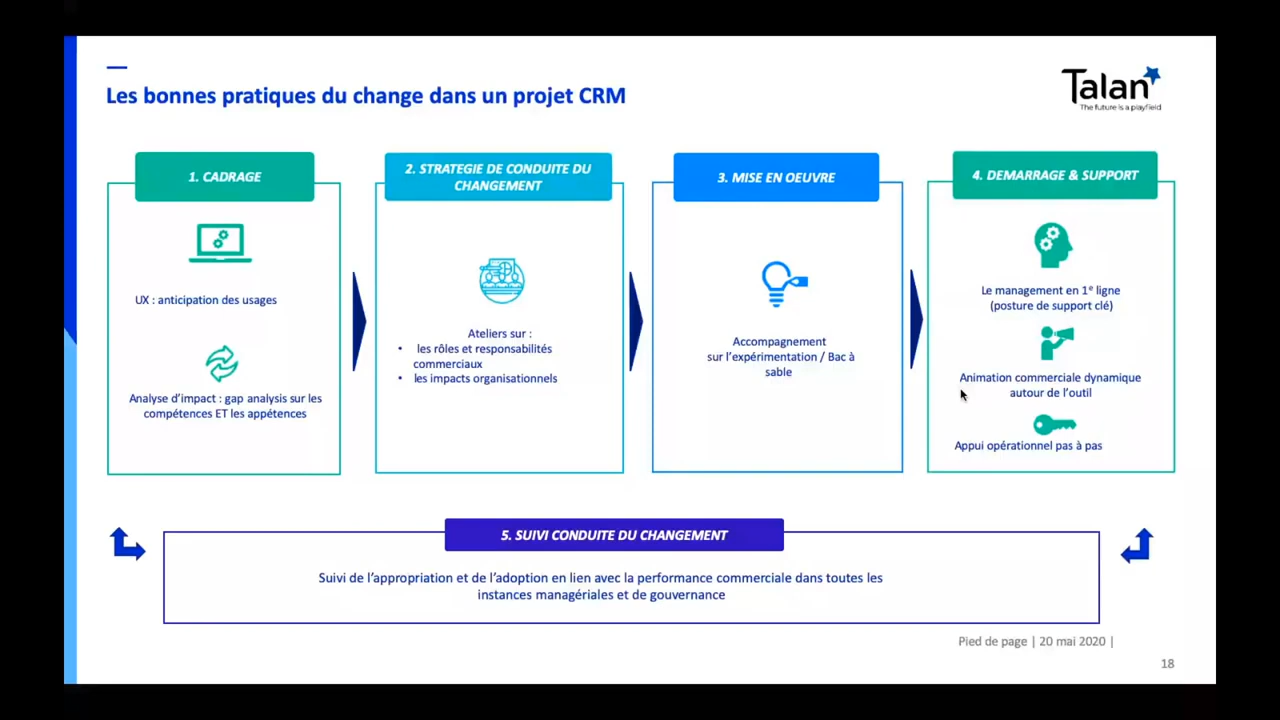 Les bonnes pratiques du change dans un projet CRM
Talan
The future is a playfield
1. CADRAGE
UX : anticipation des usages
Analyse d'impact : gap analysis sur les
compétences ET les appétences
2. STRATEGIE DE CONDUITE DU
CHANGEMENT
Ateliers sur :
• les rôles et responsabilités
commerciaux
• les impacts organisationnels
3. MISE EN OEUVRE
Accompagnement
sur l'expérimentation / Bac à
sable
4. DEMARRAGE & SUPPORT
Le management en 1e ligne
(posture de support clé)
Animation commerciale dynamique
autour de l'outil
Appui opérationnel pas à pas
5. SUIVI CONDUITE DU CHANGEMENT
Suivi de l'appropriation et de l'adoption en lien avec la performance commerciale dans toutes les
instances managériales et de gouvernance
Pied de page | 20 mai 2020 |
18